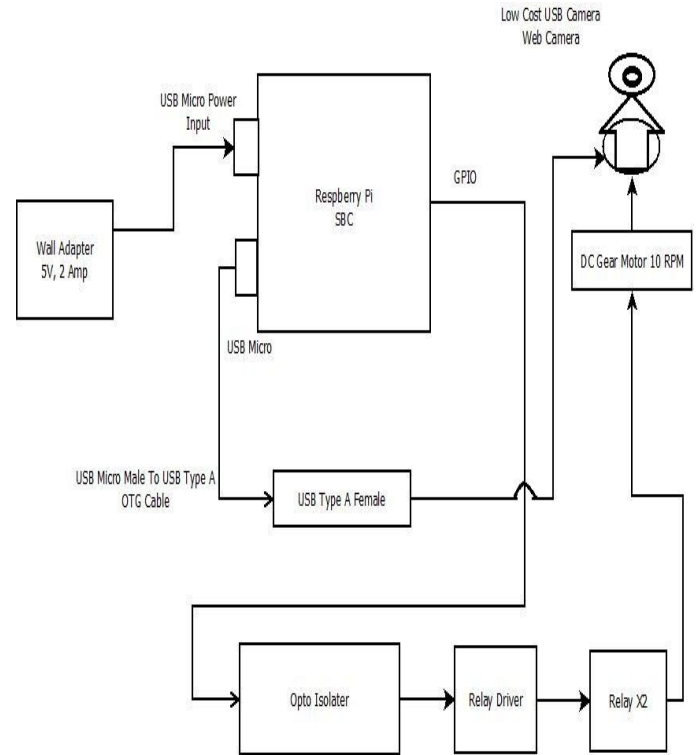 Low Cost USB Camera
Web Camera
USB Micro Power
Input
Respberry Pi
SBC
GPIO
Wall Adapter
5V, 2 Amp
DC Gear Motor 10 RPM
USB Micro
USB Micro Male To USB Type A
OTG Cable
USB Type A Female
Opto Isolater
Relay Driver
Relay X2